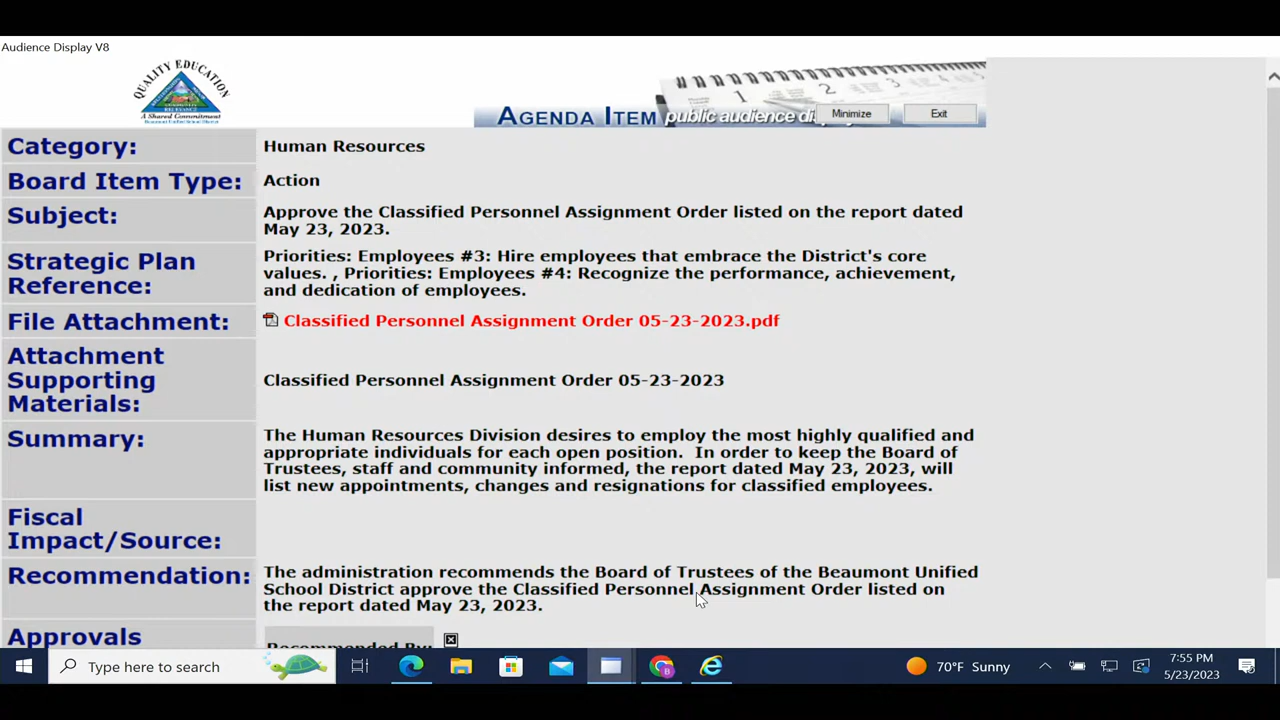 Audience Display V8
QUALITY EDUCATION
A Shared Commitment
Beaumont Unified School District
AGENDA ITEM public audience
Minimize
Exit
Category:
Human Resources
Board Item Type:
Action
Subject:
Approve the Classified Personnel Assignment Order listed on the report dated
May 23, 2023.
Strategic Plan
Reference:
Priorities: Employees #3: Hire employees that embrace the District's core
values. , Priorities: Employees #4: Recognize the performance, achievement,
and dedication of employees.
File Attachment:
Classified Personnel Assignment Order 05-23-2023.pdf
Attachment
Supporting
Materials:
Classified Personnel Assignment Order 05-23-2023
Summary:
The Human Resources Division desires to employ the most highly qualified and
appropriate individuals for each open position. In order to keep the Board of
Trustees, staff and community informed, the report dated May 23, 2023, will
list new appointments, changes and resignations for classified employees.
Fiscal
Impact/Source:
Recommendation:
The administration recommends the Board of Trustees of the Beaumont Unified
School District approve the Classified Personnel Assignment Order listed on
the report dated May 23, 2023.
Approvals
Recommended By:
Type here to search
70°F Sunny
7:55 PM
5/23/2023